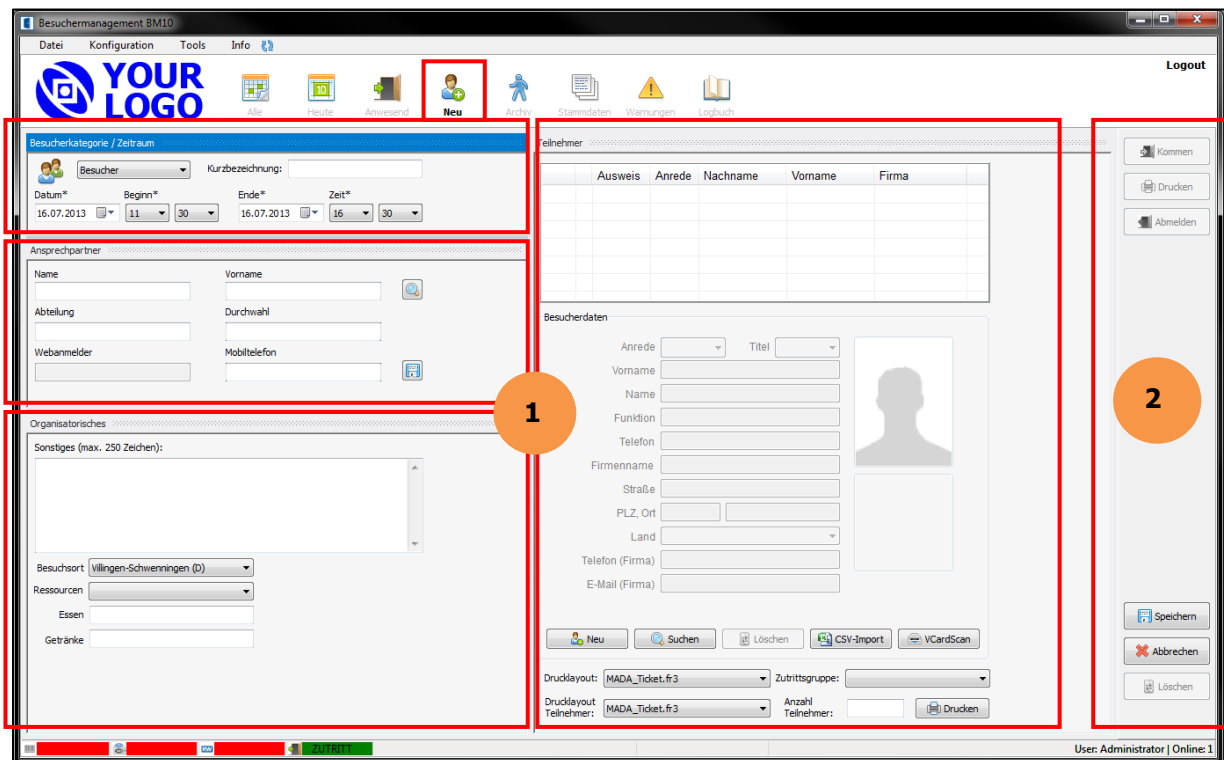 Besuchermanagement BM10
Datei Konfiguration Tools Info
Logout
YOUR
LOGO
Alle Heute Anwesend Neu Archiv Stammdaten Warnungen Logbuch
Besucherkategorie / Zeitraum
Besucher Kurzbezeichnung:
Datum* Beginn* Ende* Zeit*
16.07.2013 11 30 16.07.2013 16 30
Ansprechpartner
Name Vorname
Abteilung Durchwahl
Webanmelder Mobiltelefon
Organisatorisches
Sonstiges (max. 250 Zeichen):
Besuchsort Villingen-Schwenningen (D)
Ressourcen
Essen
Getränke
1
Teilnehmer
Ausweis Anrede Nachname Vorname Firma
Besucherdaten
Anrede Titel
Vorname
Name
Funktion
Telefon
Firmenname
Straße
PLZ, Ort
Land
Telefon (Firma)
E-Mail (Firma)
Neu Suchen Löschen CSV-Import VCardScan
Drucklayout: MADA_Ticket.fr3 Zutrittsgruppe:
Drucklayout
Teilnehmer: MADA_Ticket.fr3 Anzahl
Teilnehmer: Drucken
Kommen
Drucken
Abmelden
2
Speichern
Abbrechen
Löschen
ZUTRITT
User: Administrator | Online: 1